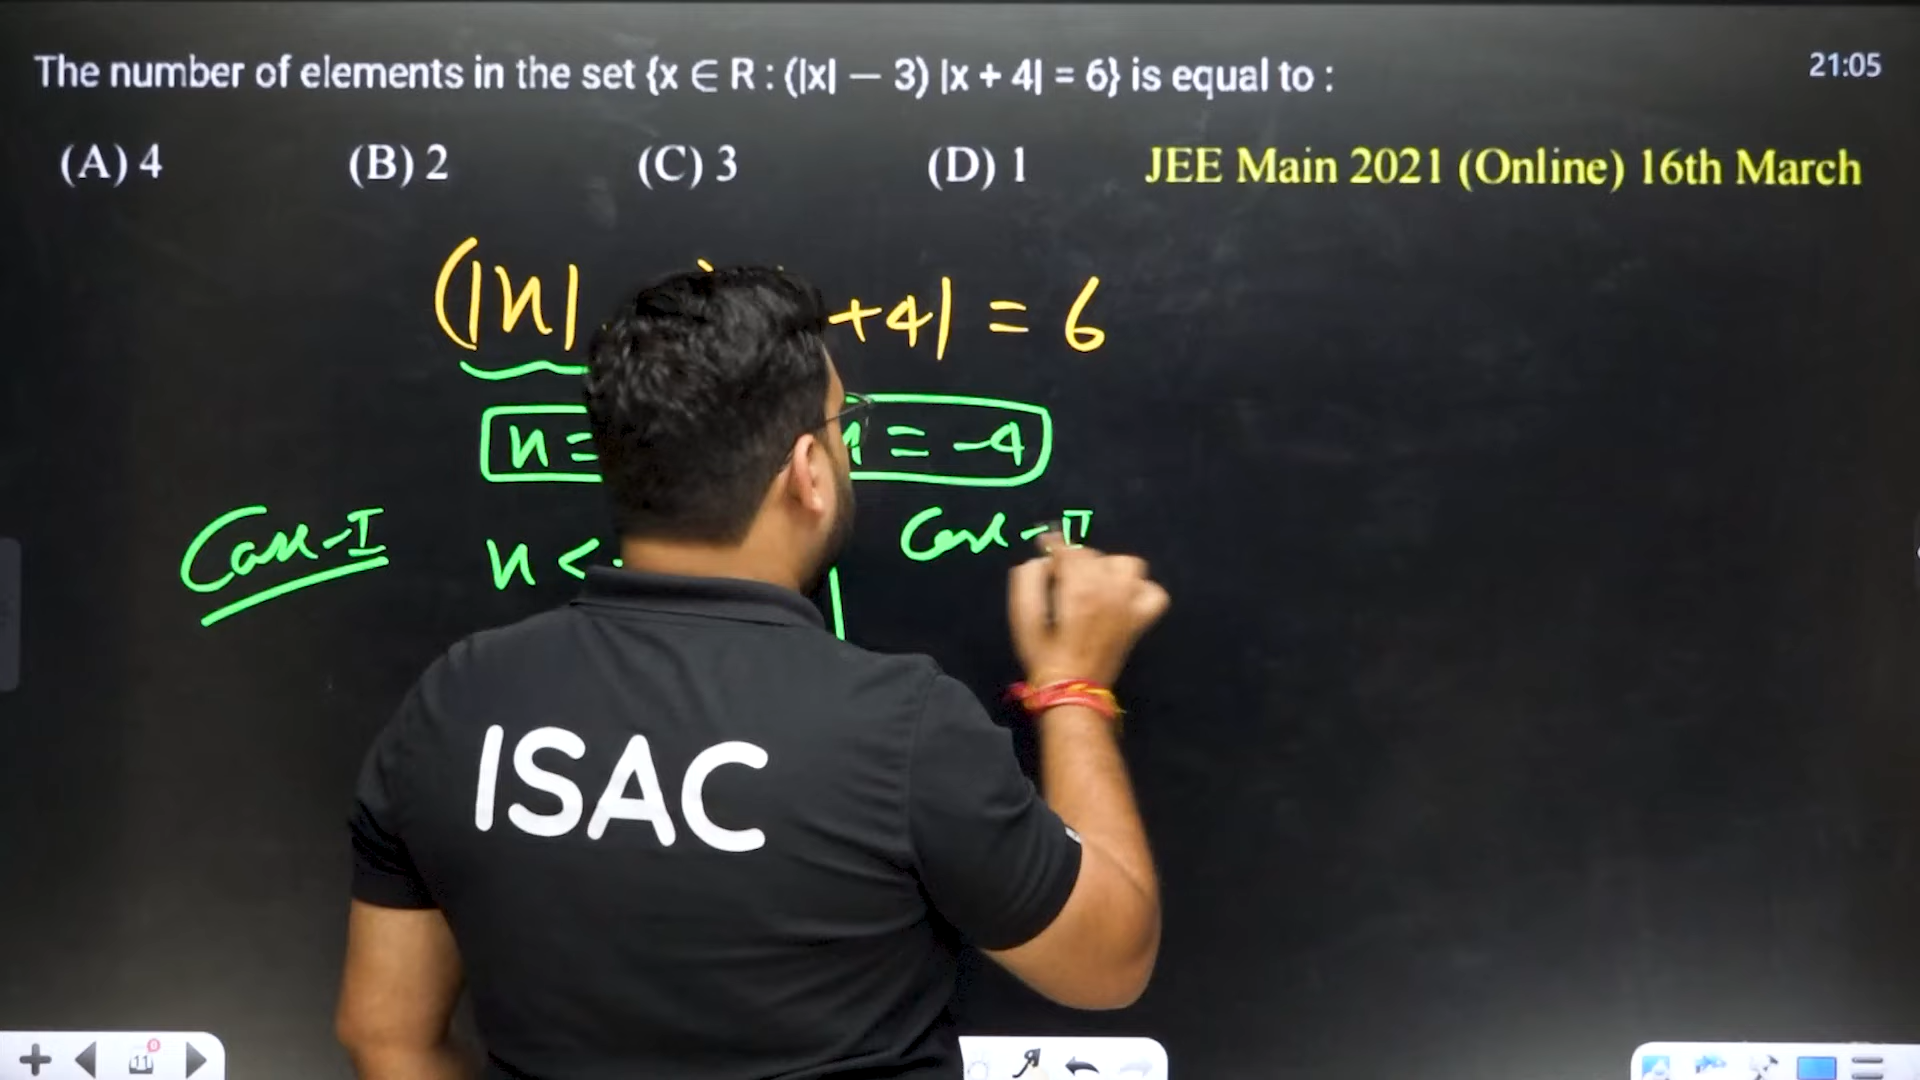 The number of elements in the set {x ∈ R : (|x| − 3) |x + 4| = 6} is equal to :
21:05
(A) 4 (B) 2 (C) 3 (D) 1 JEE Main 2021 (Online) 16th March
(|x| +4| = 6
x = x = -4
Case-I x < Case-II
ISAC
11